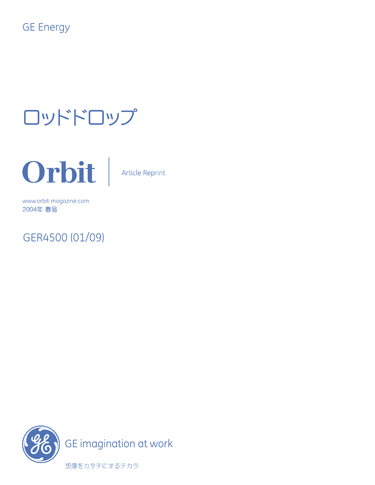 GE Energy
ロッドドロップ
Orbit
Article Reprint
www.orbit-magazine.com
2004年 春号
GER4500 (01/09)
GE imagination at work
想像をカタチにするチカラ